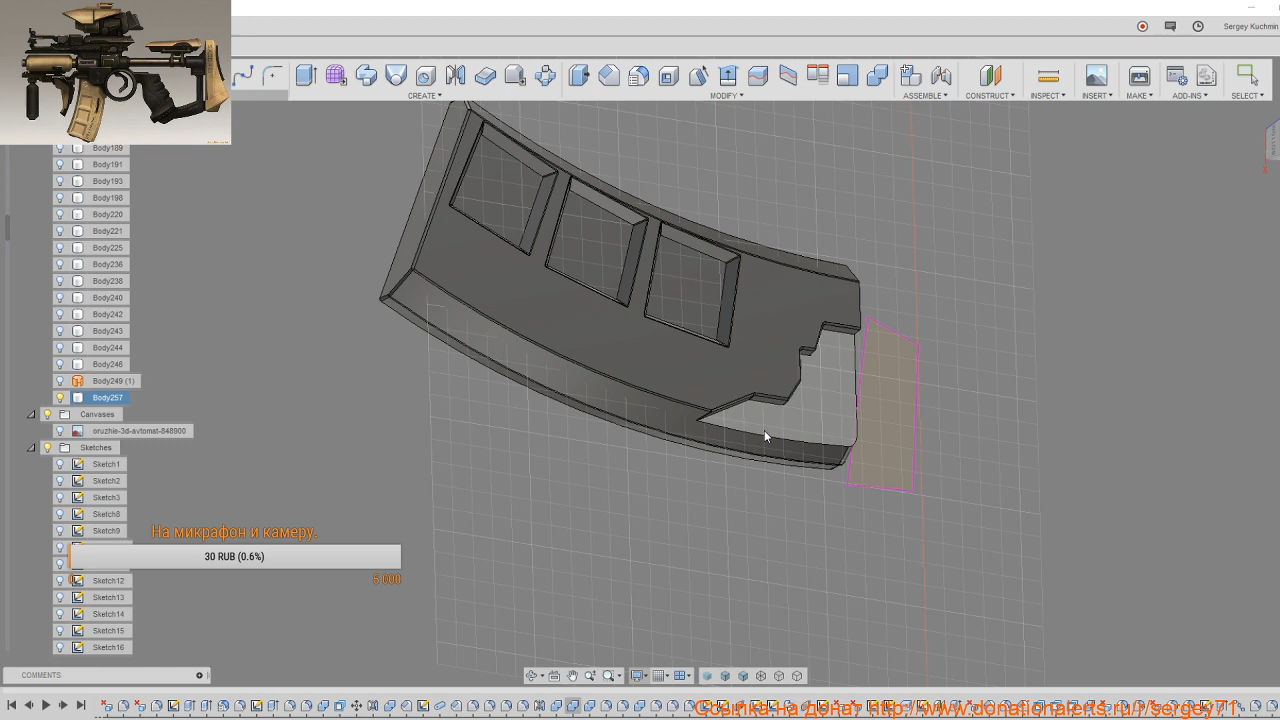 Sergey Kuchmin
CREATE▾
MODIFY▾
ASSEMBLE▾
CONSTRUCT▾
INSPECT▾
INSERT▾
MAKE▾
ADD-INS▾
SELECT▾
Body189
Body191
Body193
Body198
Body220
Body221
Body225
Body236
Body238
Body240
Body242
Body243
Body244
Body246
Body249 (1)
Body257
Canvases
oruzhie-3d-avtomat-848900
Sketches
Sketch1
Sketch2
Sketch3
Sketch8
Sketch9
На микрофон и камеру.
30 RUB (0.6%)
5 000
Sketch12
Sketch13
Sketch14
Sketch15
Sketch16
COMMENTS
Ссылка на донат http://www.donationalerts.ru/r/sergey71